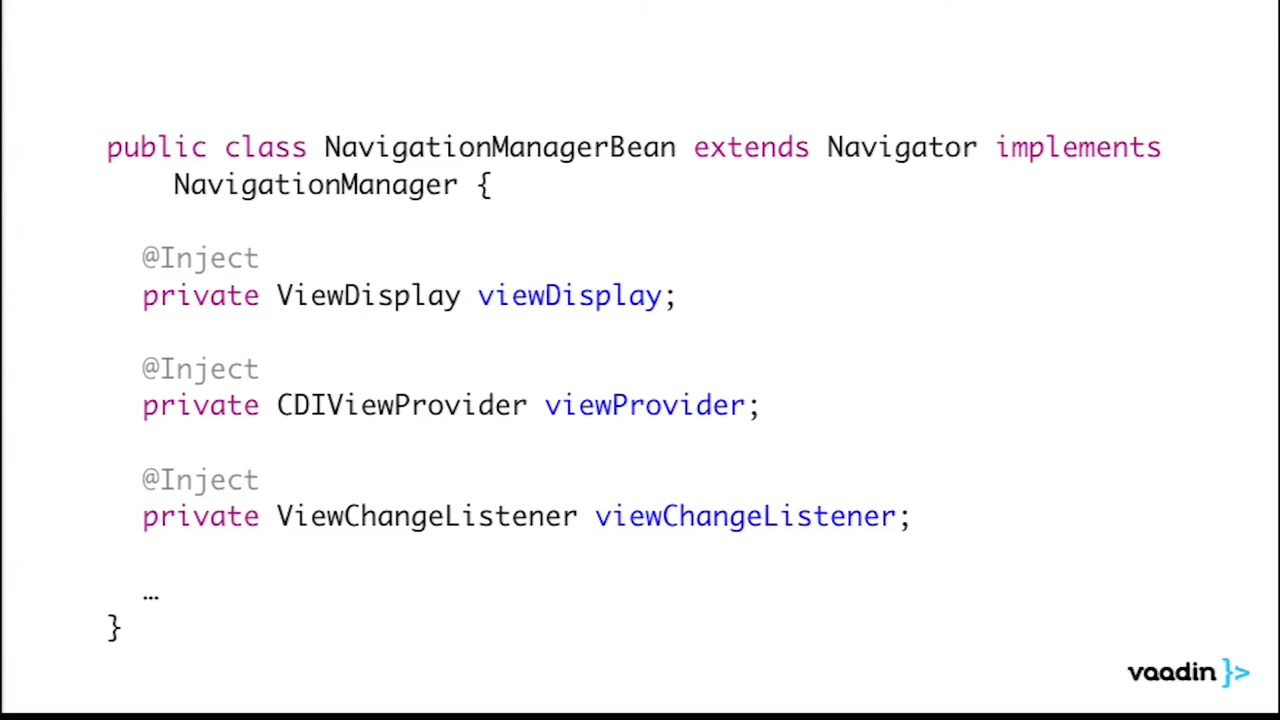 public class NavigationManagerBean extends Navigator implements
NavigationManager {
@Inject
private ViewDisplay viewDisplay;
@Inject
private CDIViewProvider viewProvider;
@Inject
private ViewChangeListener viewChangeListener;
…
}
vaadin }>